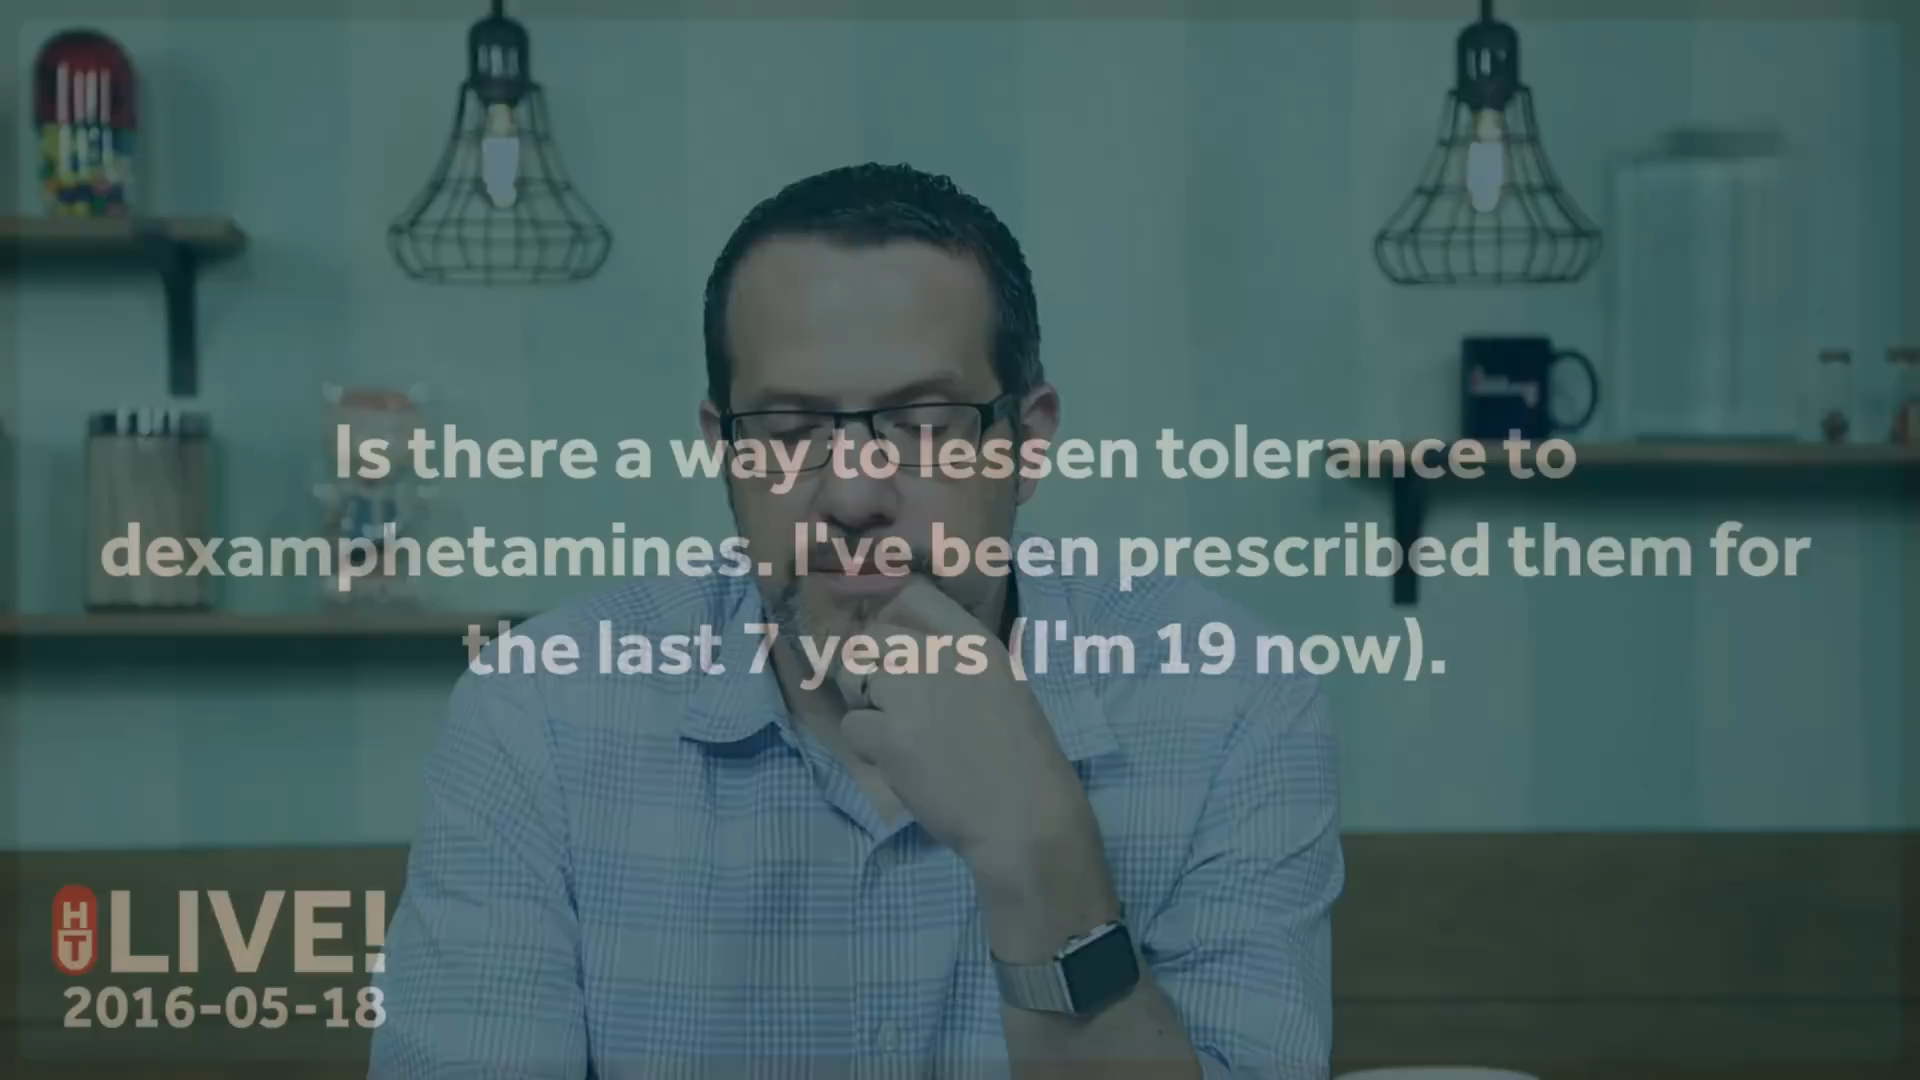 Is there a way to lessen tolerance to
dexamphetamines. I've been prescribed them for
the last 7 years (I'm 19 now).
HT LIVE!
2016-05-18